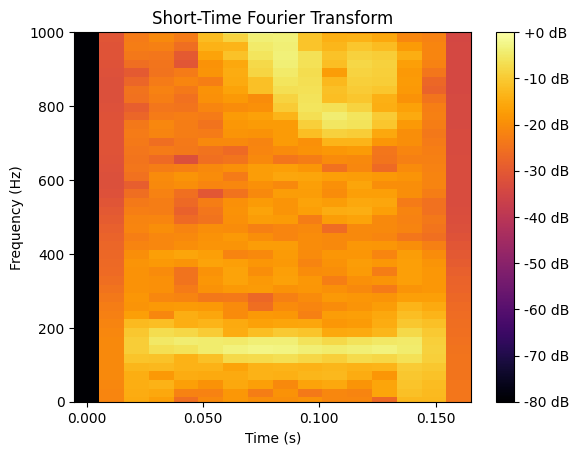 Short-Time Fourier Transform
Frequency (Hz)
1000
800
600
400
200
0
0.000 0.050 0.100 0.150
Time (s)
+0 dB
-10 dB
-20 dB
-30 dB
-40 dB
-50 dB
-60 dB
-70 dB
-80 dB